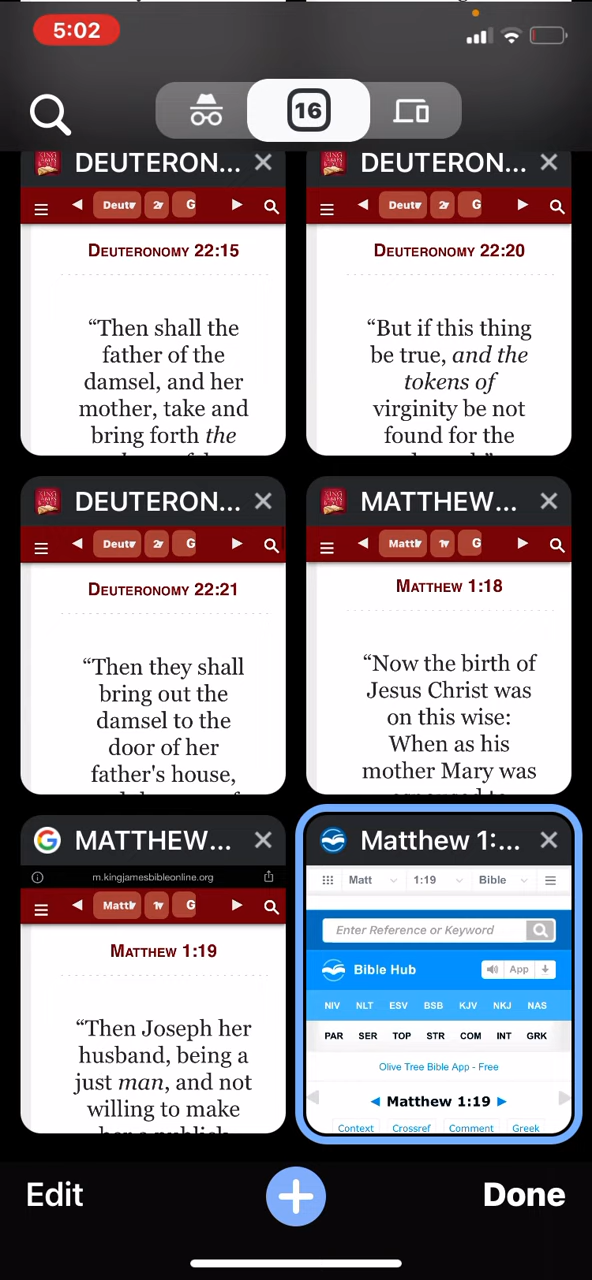 5:02
16
DEUTERON...
Deut
G
DEUTERONOMY 22:15
“Then shall the
father of the
damsel, and her
mother, take and
bring forth the
DEUTERON...
Deut
G
DEUTERONOMY 22:20
“But if this thing
be true, and the
tokens of
virginity be not
found for the
DEUTERON...
Deut
G
DEUTERONOMY 22:21
“Then they shall
bring out the
damsel to the
door of her
father's house,
MATTHEW...
Matt
G
MATTHEW 1:18
“Now the birth of
Jesus Christ was
on this wise:
When as his
mother Mary was
espoused to
MATTHEW...
m.kingjamesbibleonline.org
Matt
G
MATTHEW 1:19
“Then Joseph her
husband, being a
just man, and not
willing to make
her a publick
Matthew 1:...
Matt 1:19 Bible
Enter Reference or Keyword
Bible Hub App
NIV NLT ESV BSB KJV NKJ NAS
PAR SER TOP STR COM INT GRK
Olive Tree Bible App - Free
Matthew 1:19
Context Crossref Comment Greek
Edit Done